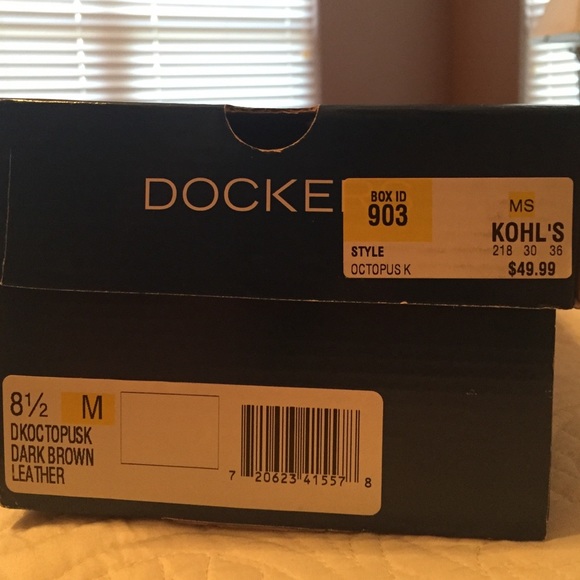 DOCKE
BOX ID
903
MS
KOHL'S
STYLE
218 30 36
OCTOPUS K
$49.99
8½ M
DKOCTOPUSK
DARK BROWN
LEATHER
7 20623 41557 8